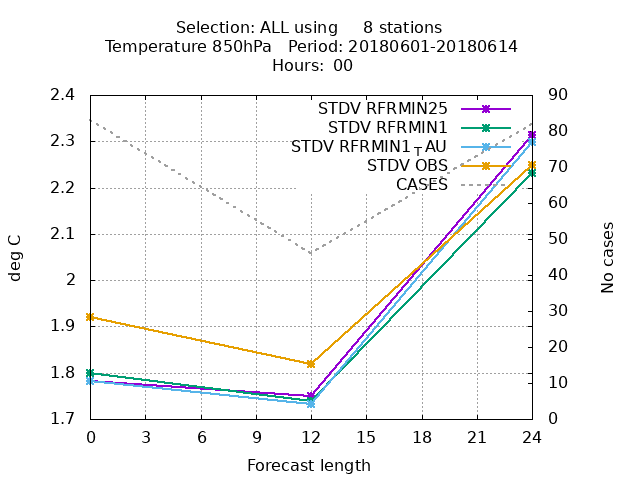 Selection: ALL using     8 stations
Temperature 850hPa   Period: 20180601-20180614
Hours:  00
2.4
2.3
2.2
2.1
2
1.9
1.8
1.7
90
80
70
60
50
40
30
20
10
0
STDV RFRMIN25
STDV RFRMIN1
STDV RFRMIN1TAU
STDV OBS
CASES
deg C
No cases
0 3 6 9 12 15 18 21 24
Forecast length